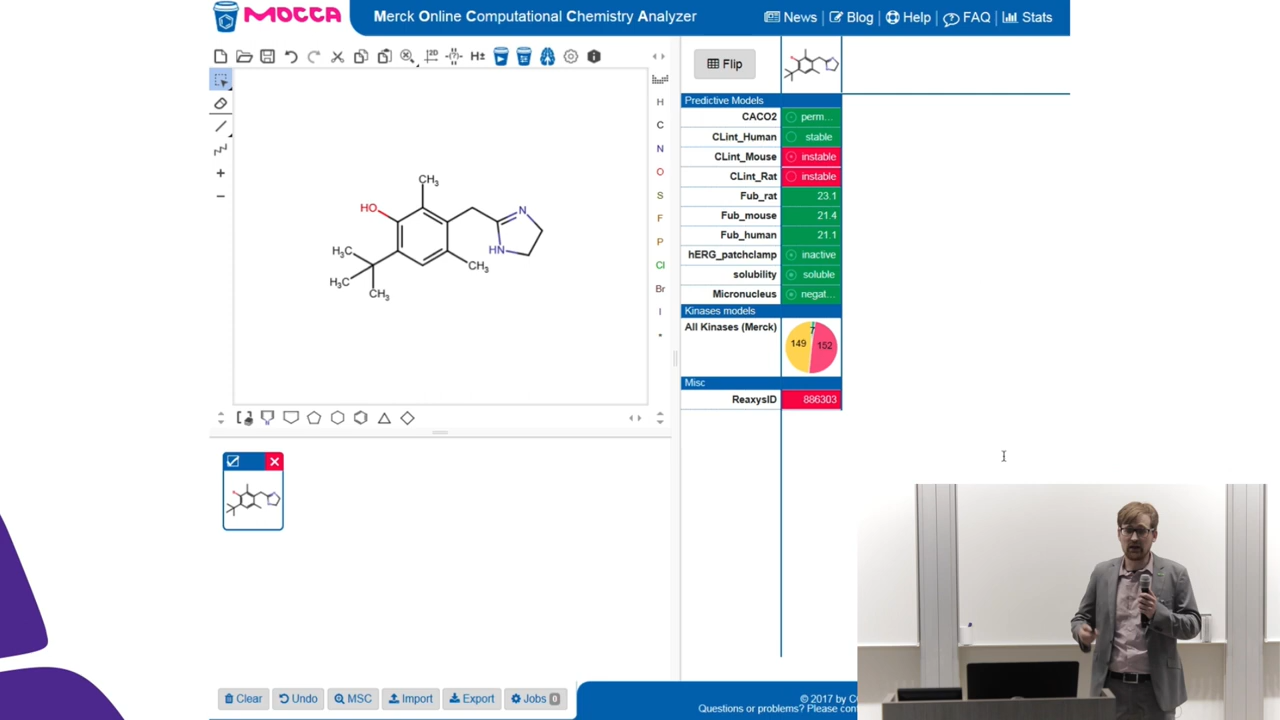 MOCCA
Merck Online Computational Chemistry Analyzer
News | Blog | Help | FAQ | Stats
2D
H±
Flip
H
C
N
O
S
F
P
Cl
Br
I
Predictive Models
CACO2 perm...
CLint_Human stable
CLint_Mouse instable
CLint_Rat instable
Fub_rat 23.1
Fub_mouse 21.4
Fub_human 21.1
hERG_patchclamp inactive
solubility soluble
Micronucleus negat...
Kinases models
All Kinases (Merck) 149 7 152
Misc
ReaxysID 886303
CH₃
HO
N
HN
H₃C
CH₃
H₃C
CH₃
Clear Undo MSC Import Export Jobs 0
© 2017 by
Questions or problems? Please